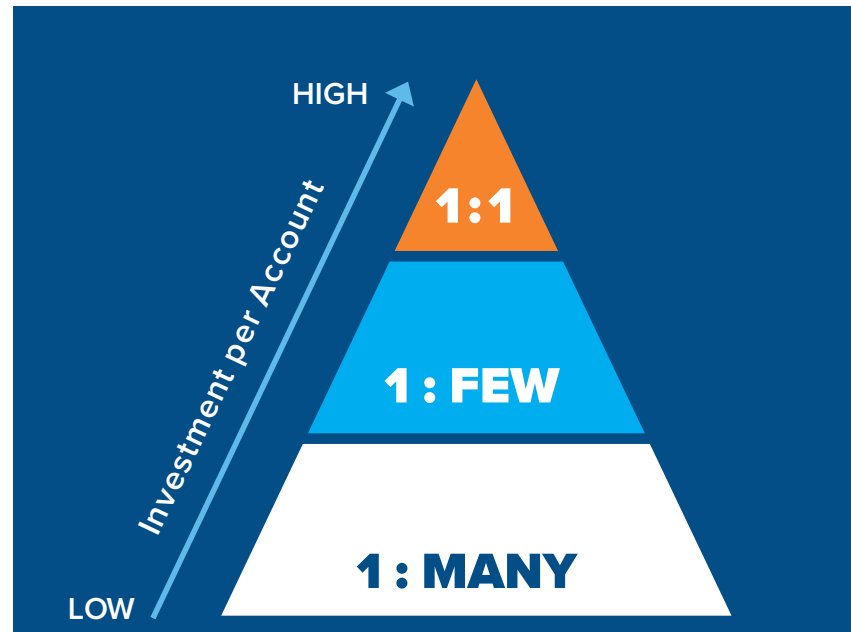 HIGH
1:1
Investment per Account
1 : FEW
1 : MANY
LOW